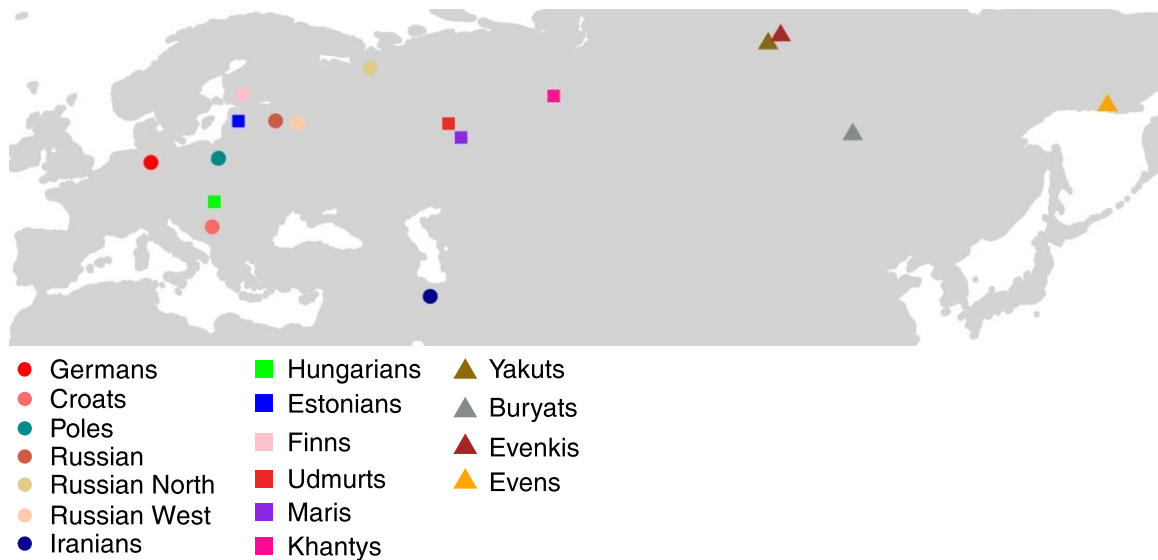 Germans
Croats
Poles
Russian
Russian North
Russian West
Iranians
Hungarians
Estonians
Finns
Udmurts
Maris
Khantys
Yakuts
Buryats
Evenkis
Evens